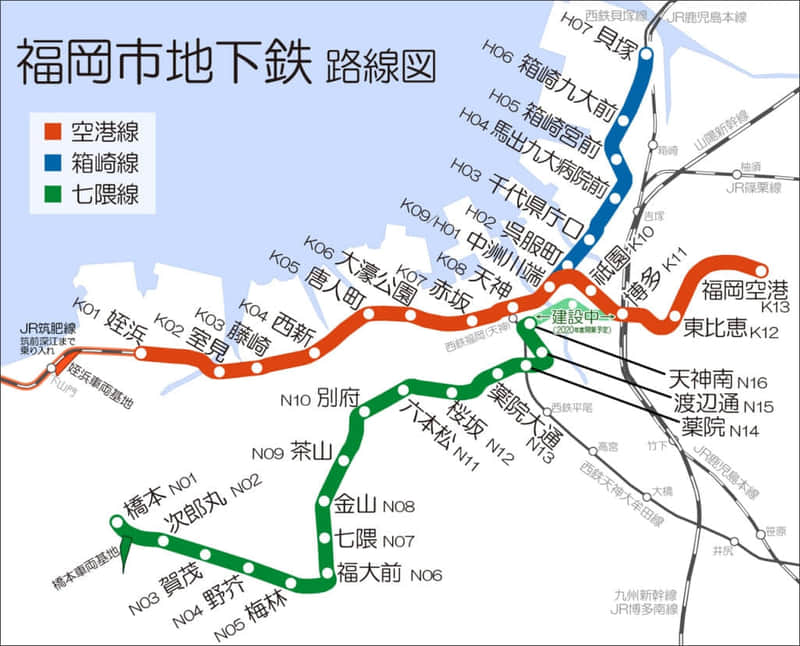 福岡市地下鉄 路線図
空港線
箱崎線
七隈線
西鉄貝塚線
JR鹿児島本線
H07 貝塚
H06 箱崎九大前
H05 箱崎宮前
H04 馬出九大病院前
H03 千代県庁口
H02 呉服町
K09/H01 中洲川端
K08 天神
K07 赤坂
K06 大濠公園
K05 唐人町
K04 西新
K03 藤崎
K02 室見
K01 姪浜
祇園 K10
博多 K11
東比恵 K12
福岡空港 K13
箱崎
山陽新幹線
柚須
JR篠栗線
吉塚
JR筑肥線
筑前深江まで
乗り入れ
下山門
姪浜車両基地
西鉄福岡(天神)
←建設中→
(2020年度開業予定)
天神南 N16
渡辺通 N15
薬院 N14
薬院大通 N13
桜坂 N12
六本松 N11
N10 別府
N09 茶山
金山 N08
七隈 N07
福大前 N06
N05 梅林
N04 野芥
N03 賀茂
次郎丸 N02
橋本 N01
橋本車両基地
西鉄平尾
高宮
竹下
JR鹿児島本線
大橋
西鉄天神大牟田線
笹原
井尻
九州新幹線
JR博多南線